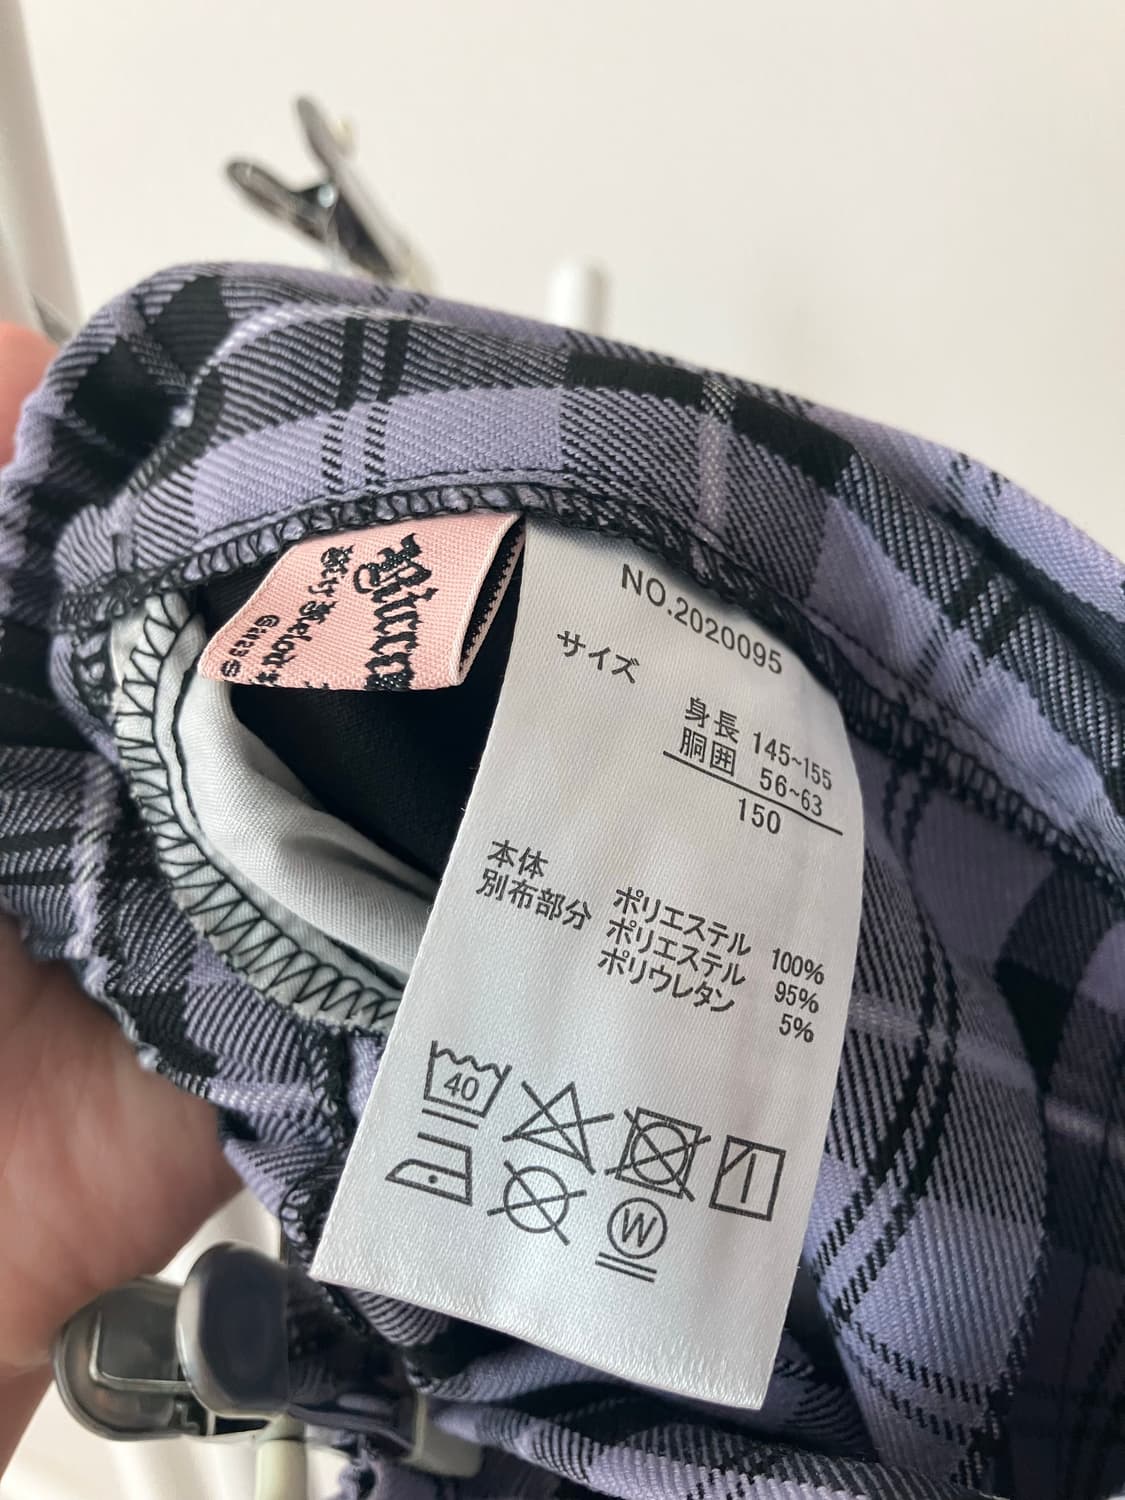 My Melody
NO.2020095
サイズ
身長 145~155
胴囲 56~63
150
本体 ポリエステル 100%
別布部分 ポリエステル 95%
ポリウレタン 5%
40
W